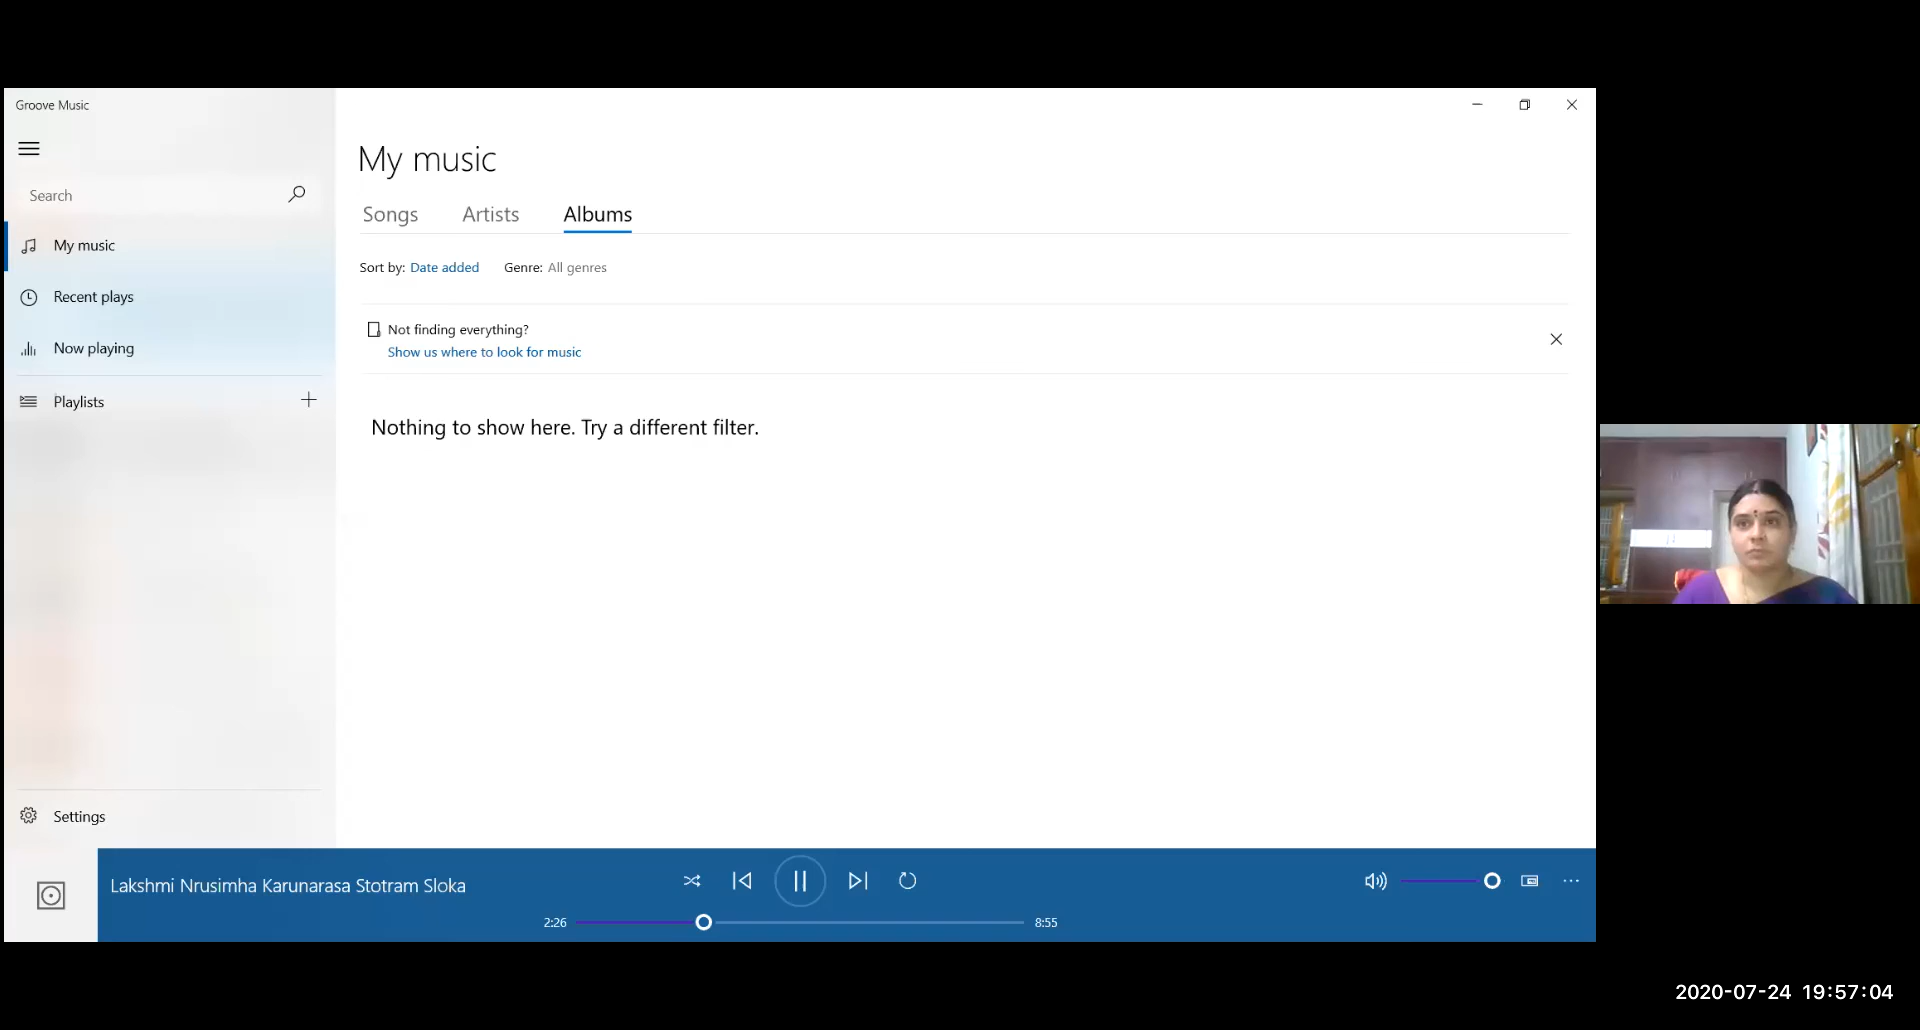 Groove Music
Search
My music
Recent plays
Now playing
Playlists
Settings
My music
Songs Artists Albums
Sort by: Date added Genre: All genres
Not finding everything?
Show us where to look for music
Nothing to show here. Try a different filter.
Lakshmi Nrusimha Karunarasa Stotram Sloka
2:26 8:55
2020-07-24 19:57:04